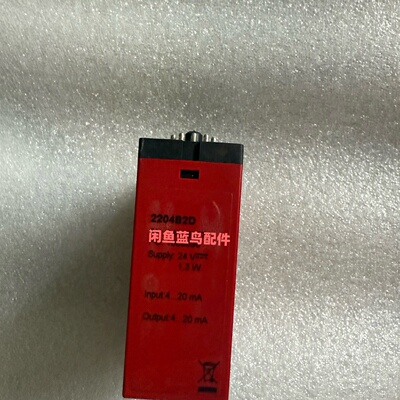 2204B2D
闲鱼蓝鸟配件
Supply: 24 VDC
1.3 W
Input 4 .. 20 mA
Output 4 .. 20 mA